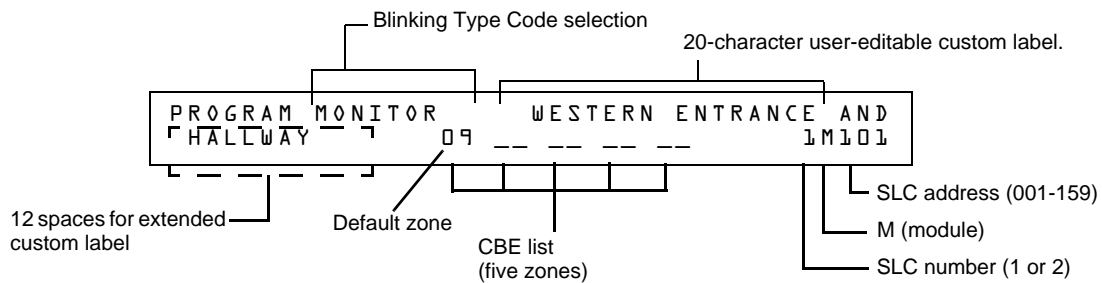 Blinking Type Code selection
20-character user-editable custom label.
PROGRAM MONITOR WESTERN ENTRANCE AND
HALLWAY 09 __ __ __ __ 1M101
SLC address (001-159)
12 spaces for extended
custom label
Default zone
M (module)
CBE list
(five zones)
SLC number (1 or 2)